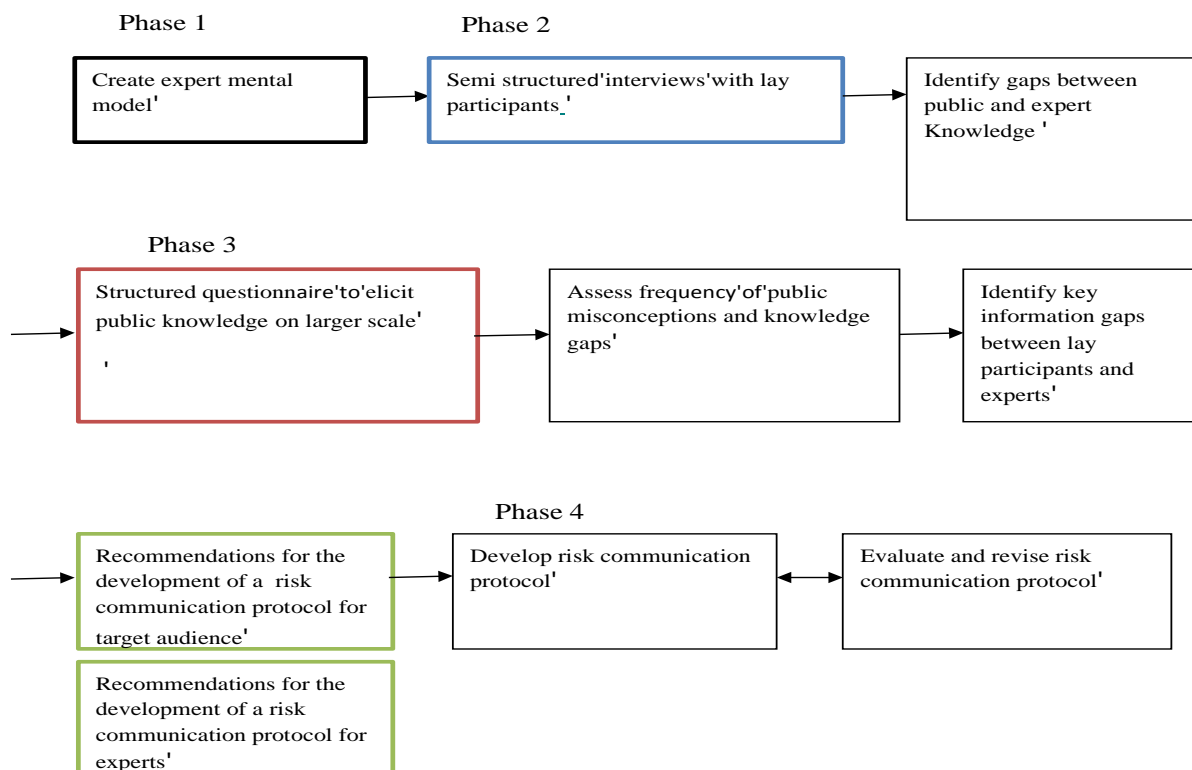 Phase 1
Phase 2
Create expert mental
model'
Semi structured'interviews'with lay
participants_'
Identify gaps between
public and expert
Knowledge '
Phase 3
Structured questionnaire'to'elicit
public knowledge on larger scale'
'
Assess frequency'of'public
misconceptions and knowledge
gaps'
Identify key
information gaps
between lay
participants and
experts'
Phase 4
Recommendations for the
development of a risk
communication protocol for
target audience'
Develop risk communication
protocol'
Evaluate and revise risk
communication protocol'
Recommendations for the
development of a risk
communication protocol for
experts'